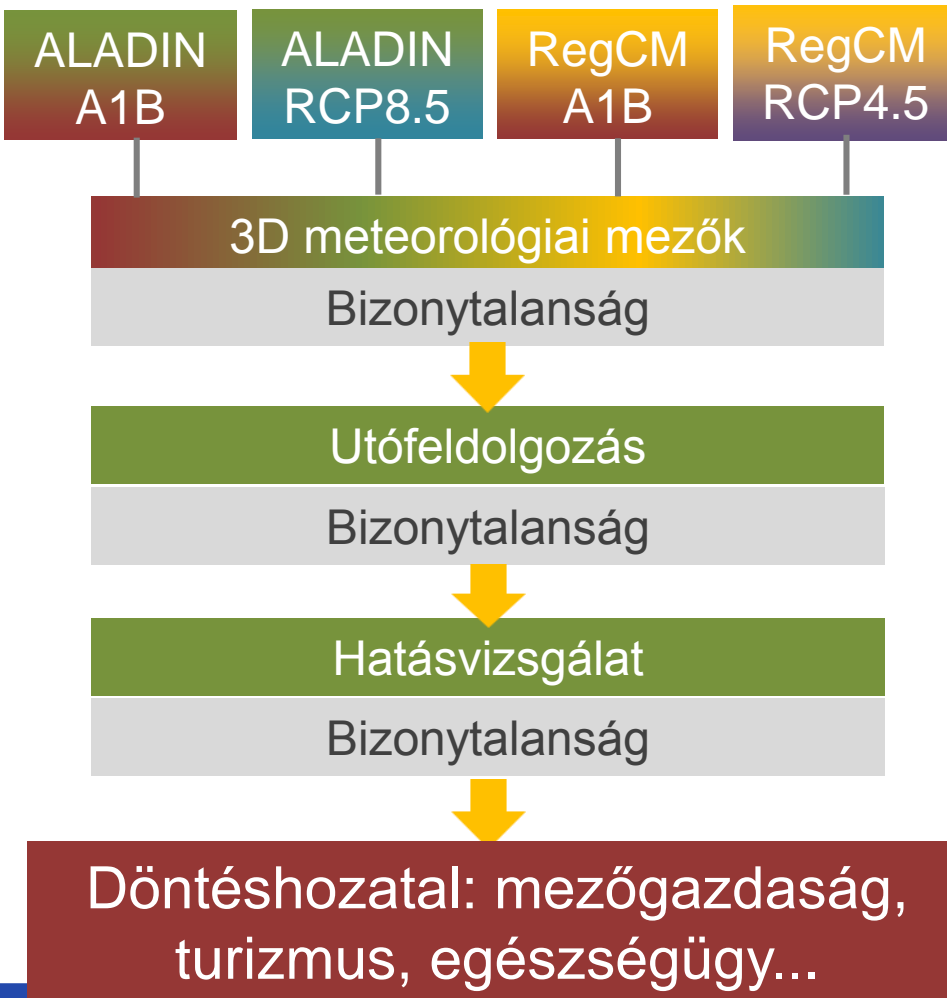 ALADIN
A1B
ALADIN
RCP8.5
RegCM
A1B
RegCM
RCP4.5
3D meteorológiai mezők
Bizonytalanság
Utófeldolgozás
Bizonytalanság
Hatásvizsgálat
Bizonytalanság
Döntéshozatal: mezőgazdaság,
turizmus, egészségügy...